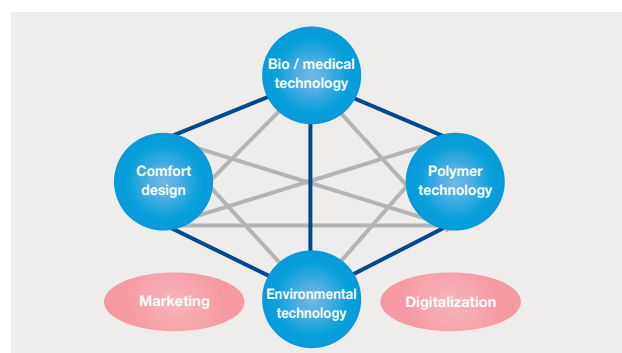 Bio / medical
technology
Comfort
design
Polymer
technology
Environmental
technology
Marketing
Digitalization